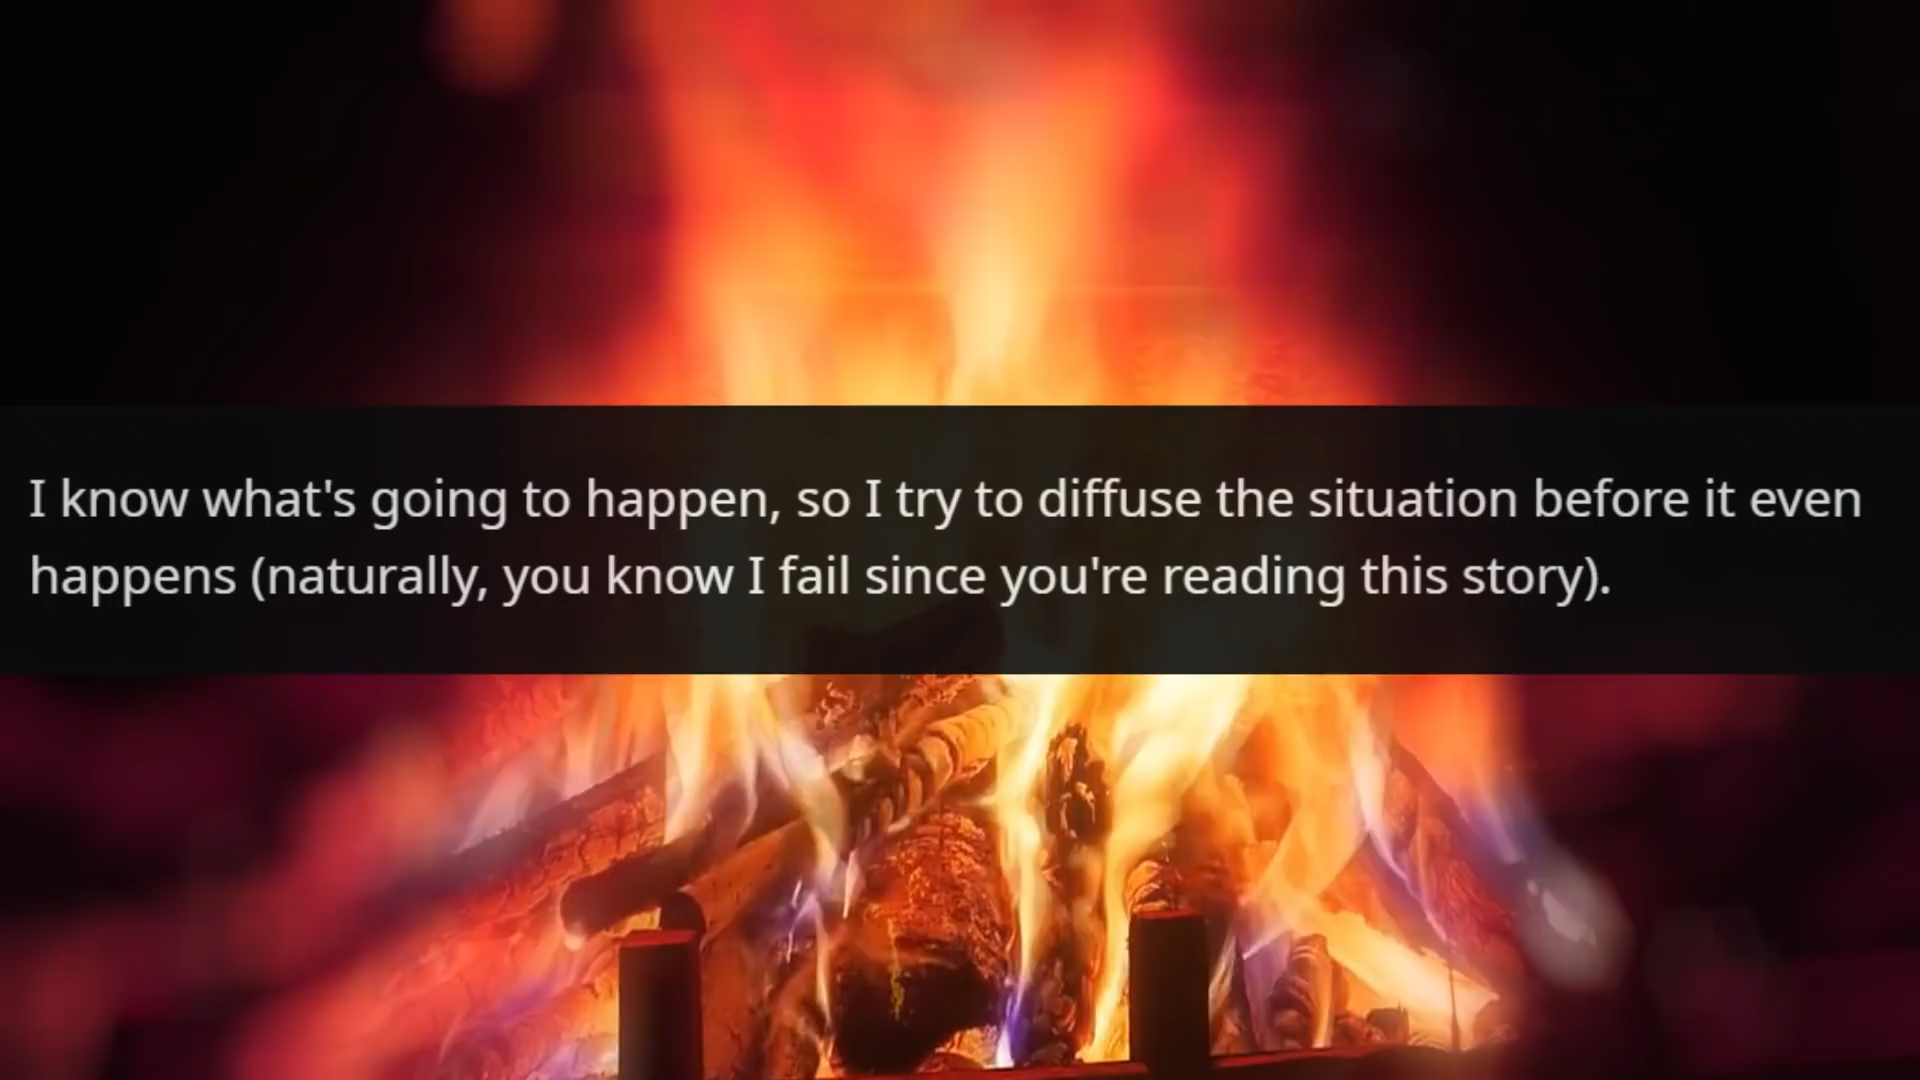 I know what's going to happen, so I try to diffuse the situation before it even
happens (naturally, you know I fail since you're reading this story).